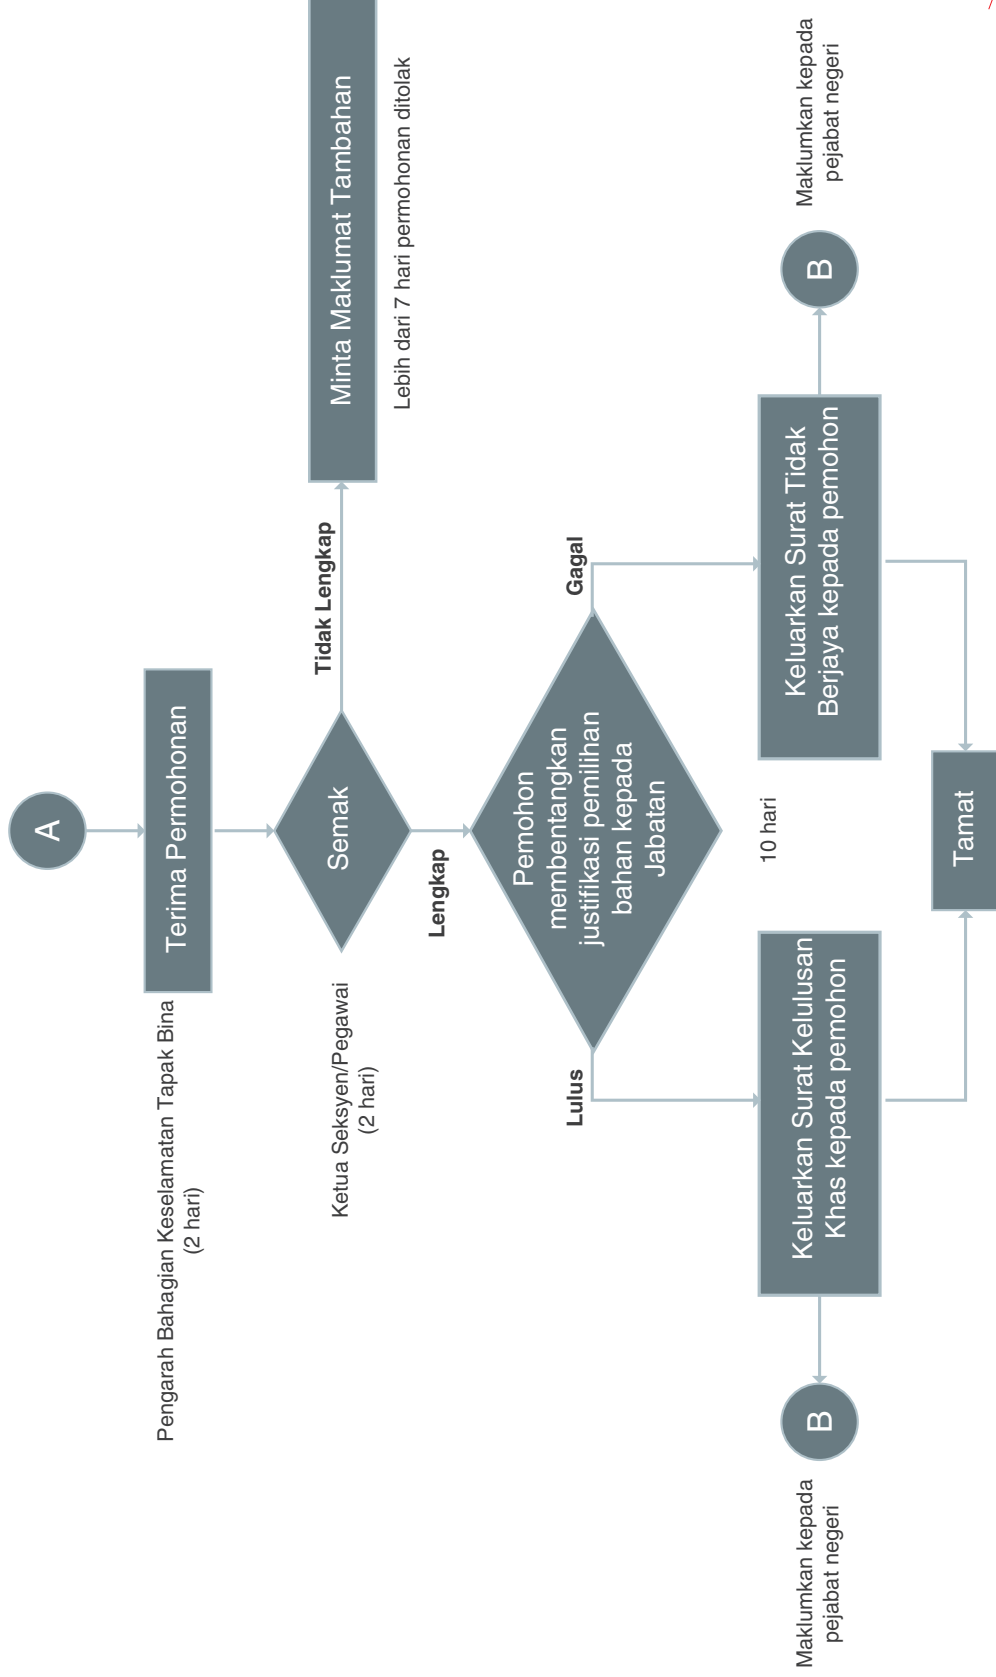 A
Pengarah Bahagian Keselamatan Tapak Bina
(2 hari)
Terima Permohonan
Ketua Seksyen/Pegawai
(2 hari)
Semak
Tidak Lengkap
Minta Maklumat Tambahan
Lebih dari 7 hari permohonan ditolak
Lengkap
Pemohon
membentangkan
justifikasi pemilihan
bahan kepada
Jabatan
Lulus
Gagal
10 hari
Maklumkan kepada
pejabat negeri
B
Keluarkan Surat Kelulusan
Khas kepada pemohon
Keluarkan Surat Tidak
Berjaya kepada pemohon
B
Maklumkan kepada
pejabat negeri
Tamat